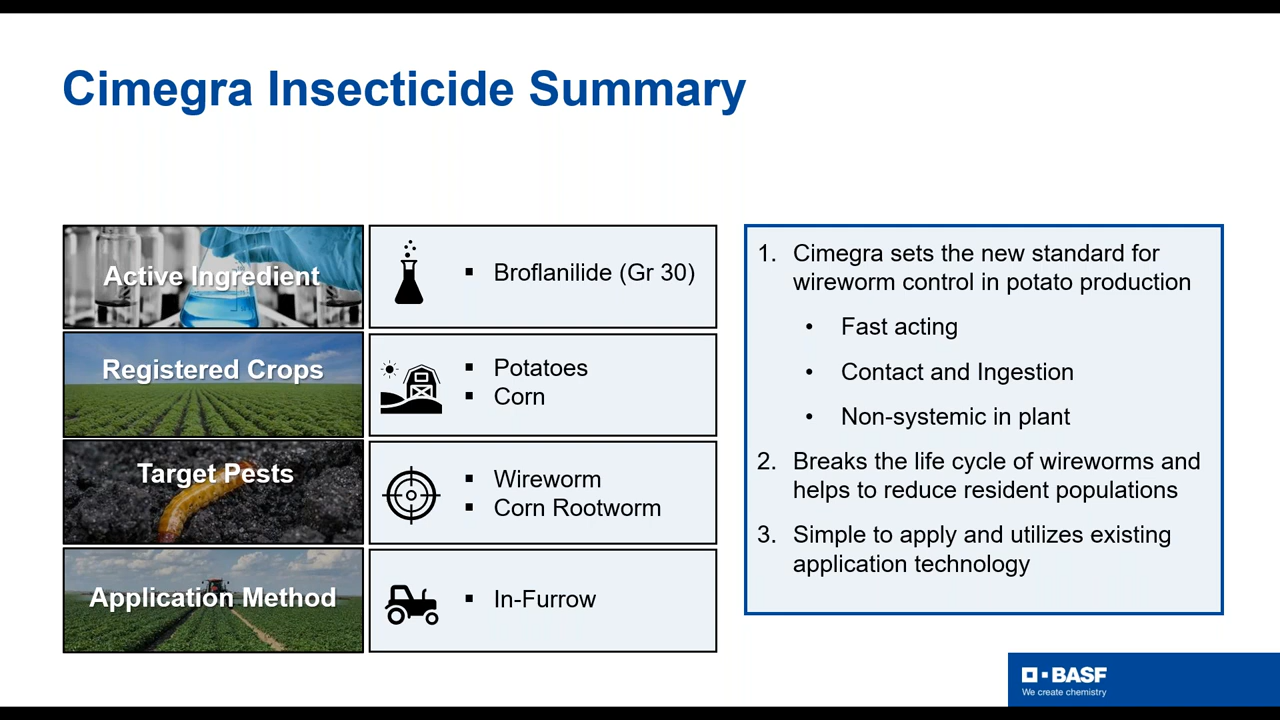 Cimegra Insecticide Summary
Active Ingredient
▪ Broflanilide (Gr 30)
Registered Crops
▪ Potatoes
▪ Corn
Target Pests
▪ Wireworm
▪ Corn Rootworm
Application Method
▪ In-Furrow
1. Cimegra sets the new standard for
wireworm control in potato production
• Fast acting
• Contact and Ingestion
• Non-systemic in plant
2. Breaks the life cycle of wireworms and
helps to reduce resident populations
3. Simple to apply and utilizes existing
application technology
BASF
We create chemistry